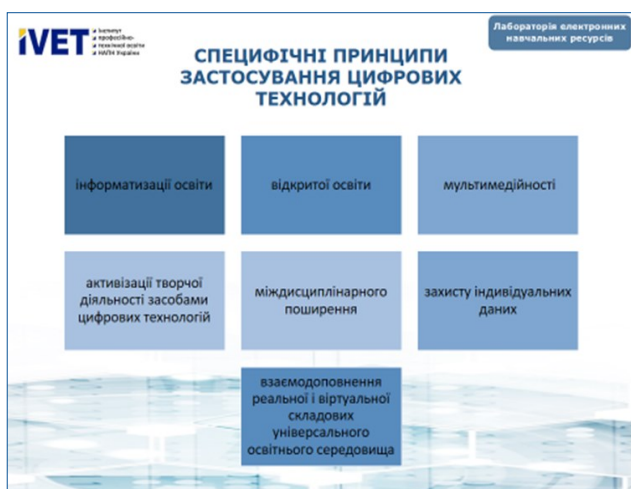 iVET
інститут
професійно-
технічної освіти
НАПН України
Лабораторія електронних
навчальних ресурсів
СПЕЦИФІЧНІ ПРИНЦИПИ
ЗАСТОСУВАННЯ ЦИФРОВИХ
ТЕХНОЛОГІЙ
інформатизації освіти
відкритої освіти
мультимедійності
активізації творчої
діяльності засобами
цифрових технологій
міждисциплінарного
поширення
захисту індивідуальних
даних
взаємодоповнення
реальної і віртуальної
складових
універсального
освітнього середовища